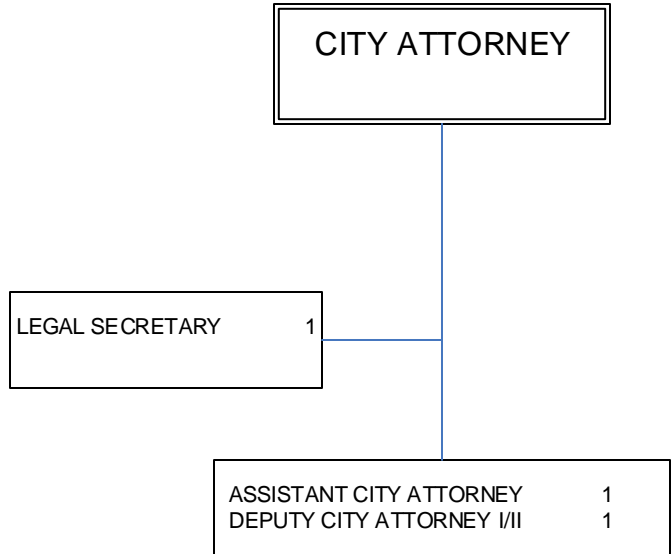 CITY ATTORNEY
LEGAL SECRETARY 1
ASSISTANT CITY ATTORNEY 1
DEPUTY CITY ATTORNEY I/II 1